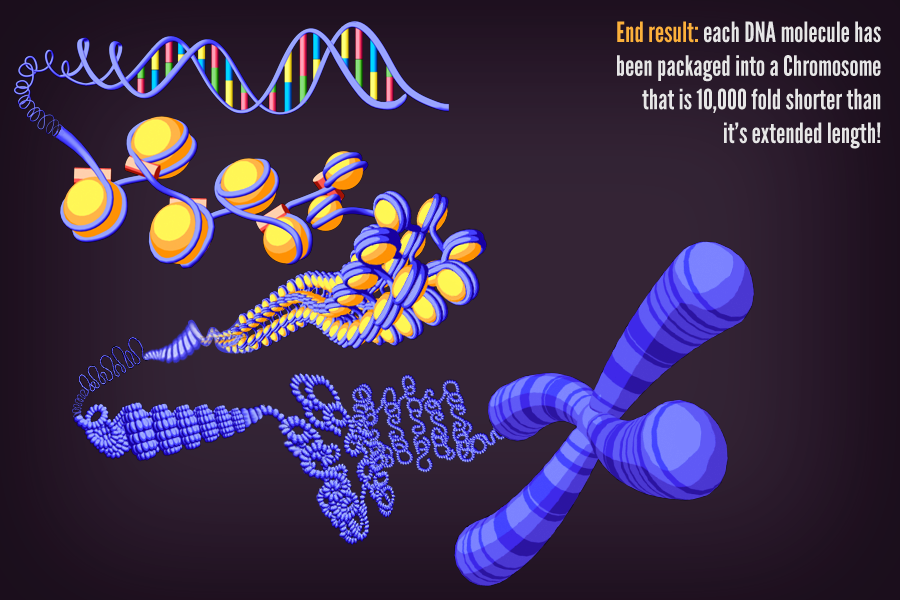 End result: each DNA molecule has
been packaged into a Chromosome
that is 10,000 fold shorter than
it's extended length!